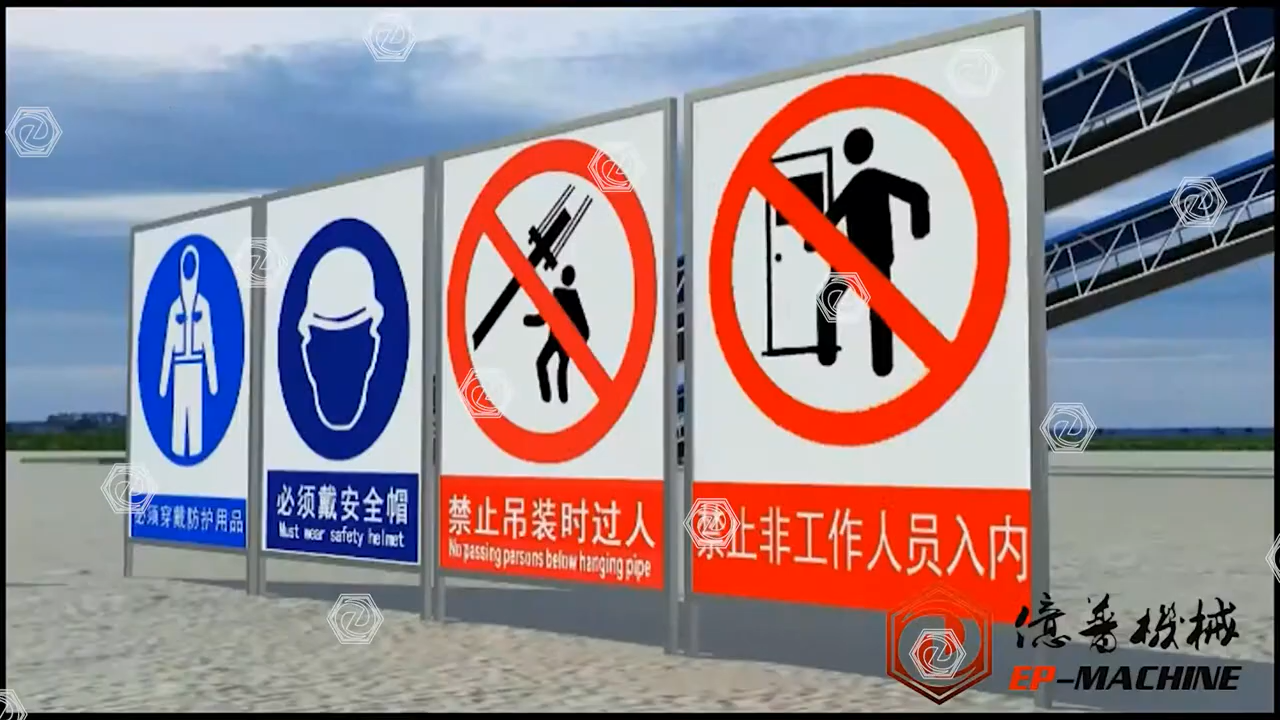 必须穿戴防护用品
必须戴安全帽
Must wear safety helmet
禁止吊装时过人
No passing persons below hanging pipe
禁止非工作人员入内
億普機械
EP-MACHINE